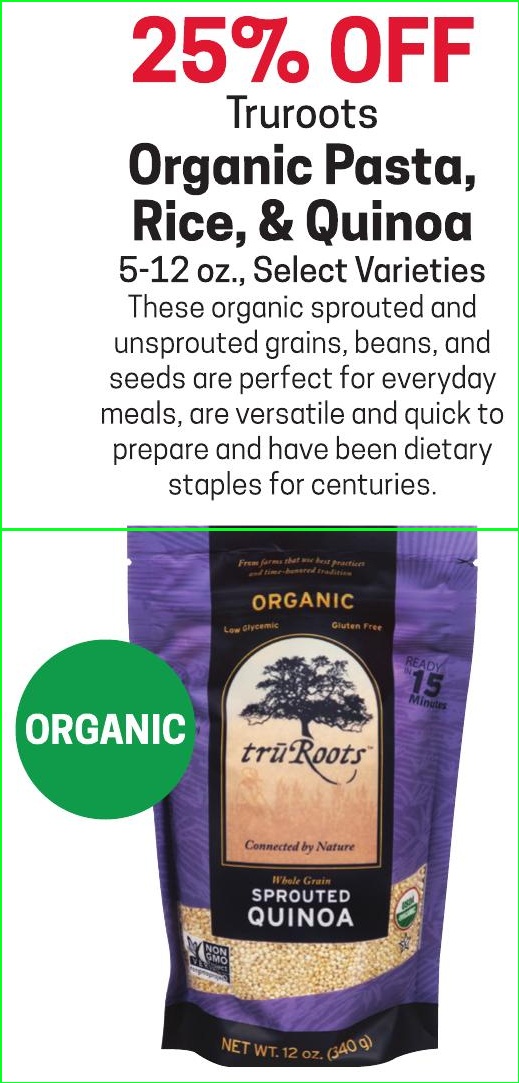 25% OFF
Truroots
Organic Pasta,
Rice, & Quinoa
5-12 oz., Select Varieties
These organic sprouted and
unsprouted grains, beans, and
seeds are perfect for everyday
meals, are versatile and quick to
prepare and have been dietary
staples for centuries.
From farms that use best practices
and time-honored tradition
ORGANIC
Low Glycemic
Gluten Free
READY
IN 15
Minutes
ORGANIC
trūRoots™
Connected by Nature
Whole Grain
SPROUTED
QUINOA
USDA
ORGANIC
NON
GMO
NET WT. 12 oz. (340 g)